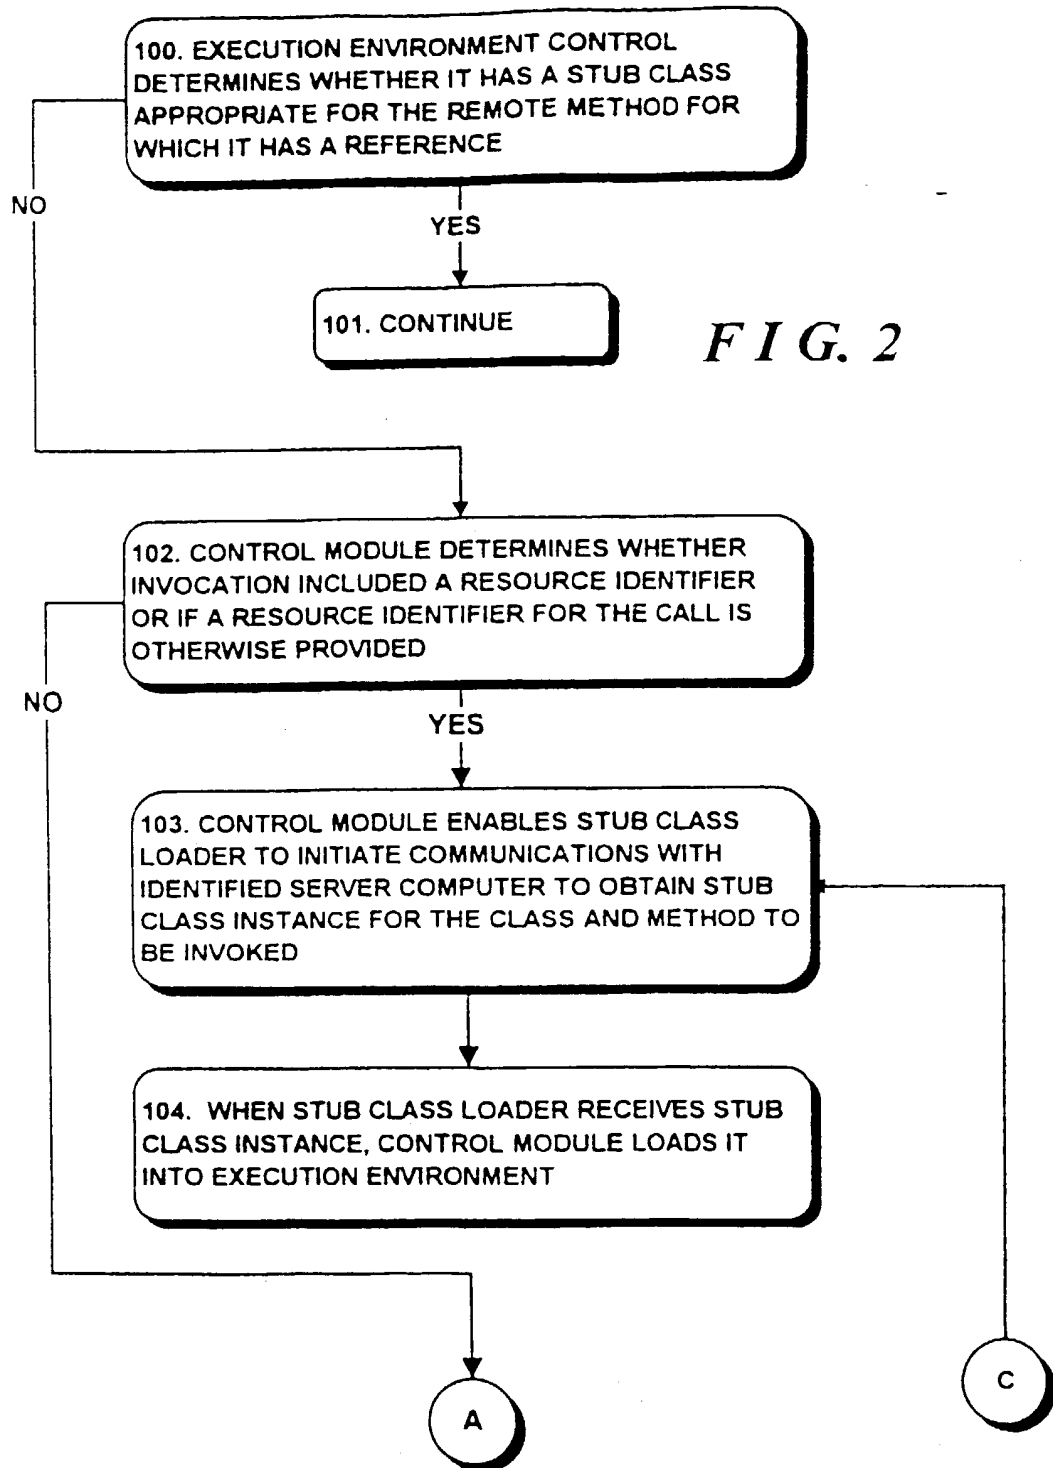 100. EXECUTION ENVIRONMENT CONTROL
DETERMINES WHETHER IT HAS A STUB CLASS
APPROPRIATE FOR THE REMOTE METHOD FOR
WHICH IT HAS A REFERENCE
NO
YES
101. CONTINUE
FIG. 2
102. CONTROL MODULE DETERMINES WHETHER
INVOCATION INCLUDED A RESOURCE IDENTIFIER
OR IF A RESOURCE IDENTIFIER FOR THE CALL IS
OTHERWISE PROVIDED
NO
YES
103. CONTROL MODULE ENABLES STUB CLASS
LOADER TO INITIATE COMMUNICATIONS WITH
IDENTIFIED SERVER COMPUTER TO OBTAIN STUB
CLASS INSTANCE FOR THE CLASS AND METHOD TO
BE INVOKED
104. WHEN STUB CLASS LOADER RECEIVES STUB
CLASS INSTANCE, CONTROL MODULE LOADS IT
INTO EXECUTION ENVIRONMENT
C
A